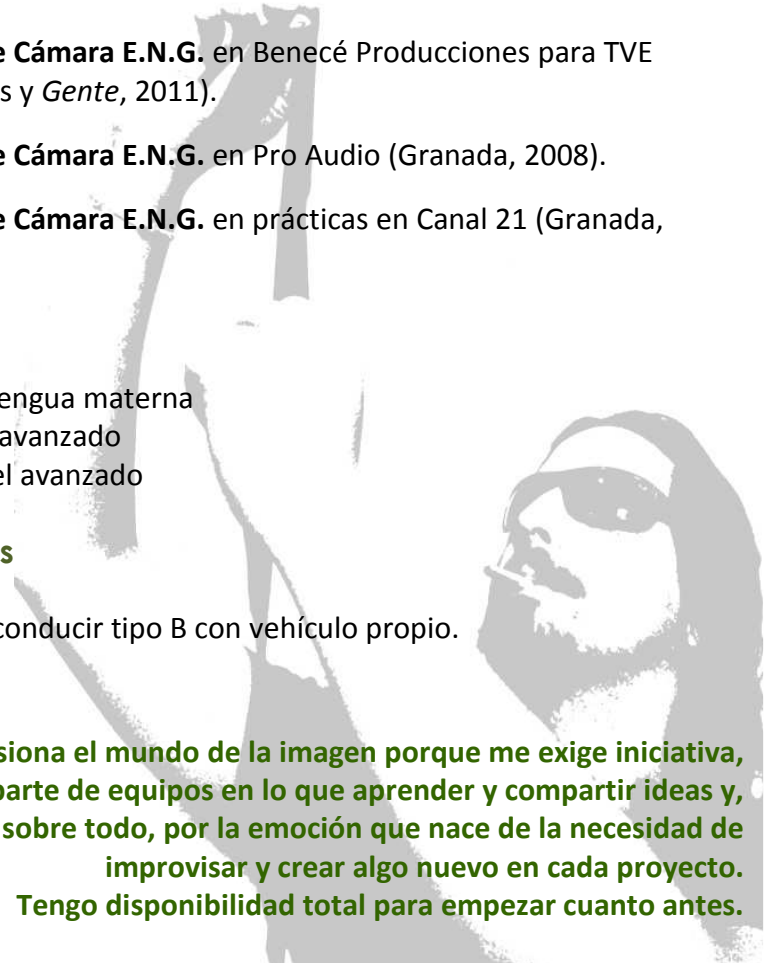 e Cámara E.N.G. en Benecé Producciones para TVE
s y Gente, 2011).
e Cámara E.N.G. en Pro Audio (Granada, 2008).
e Cámara E.N.G. en prácticas en Canal 21 (Granada,
engua materna
avanzado
el avanzado
s
conducir tipo B con vehículo propio.
siona el mundo de la imagen porque me exige iniciativa,
parte de equipos en lo que aprender y compartir ideas y,
sobre todo, por la emoción que nace de la necesidad de
improvisar y crear algo nuevo en cada proyecto.
Tengo disponibilidad total para empezar cuanto antes.